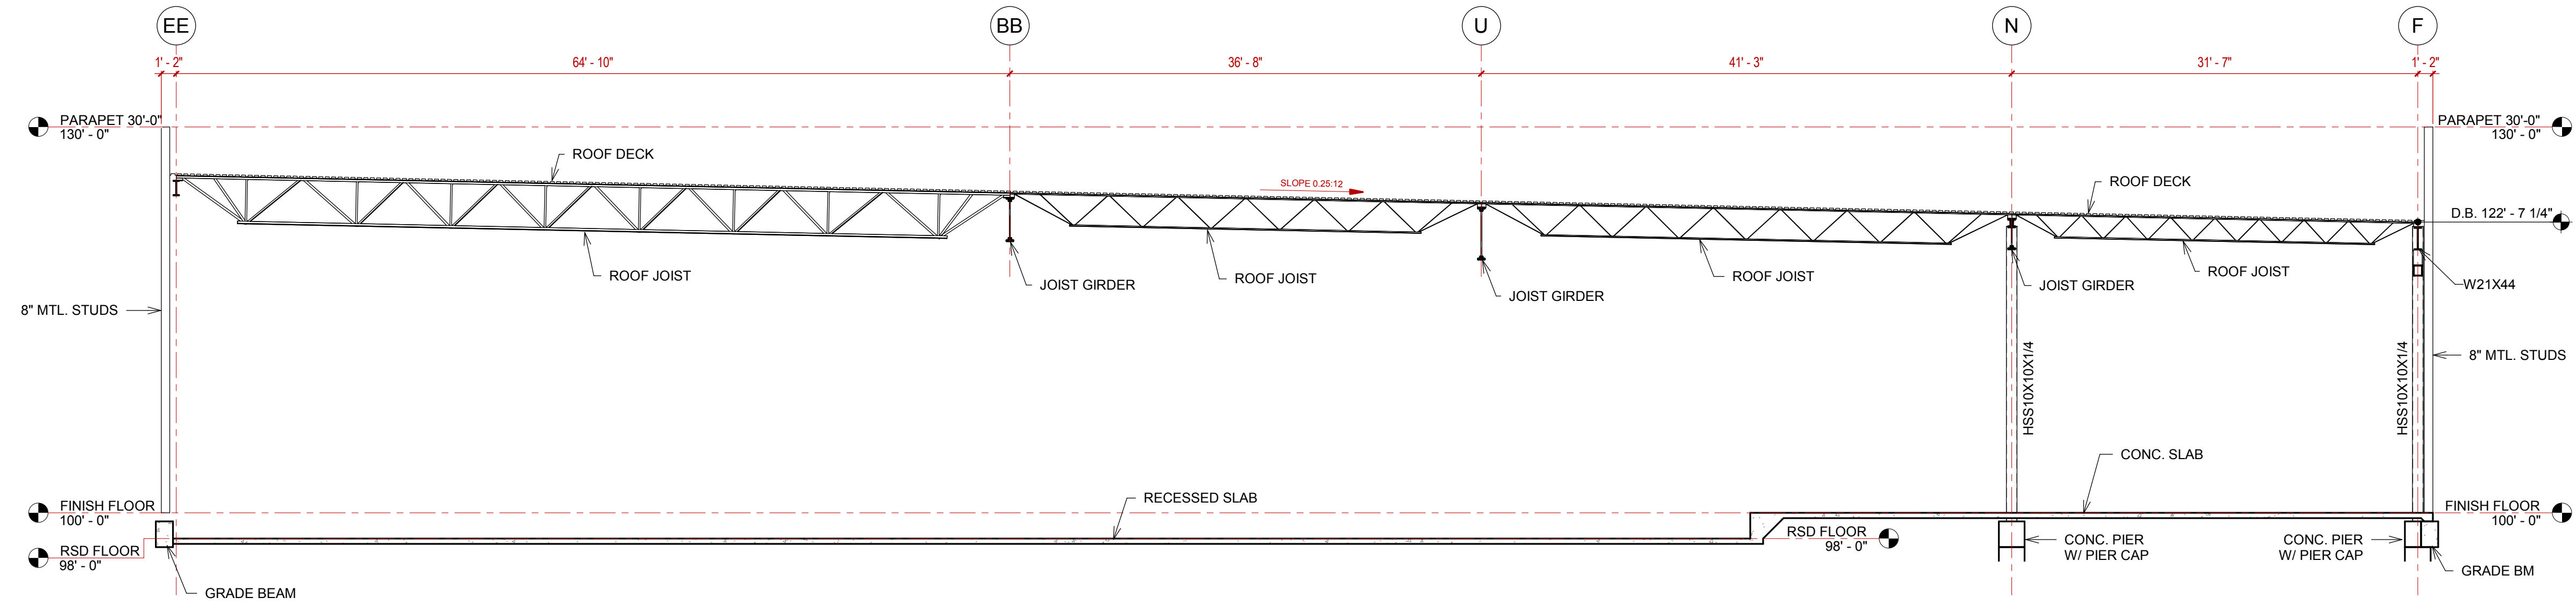 EE
BB
U
N
F
1' - 2"
64' - 10"
36' - 8"
41' - 3"
31' - 7"
1' - 2"
PARAPET 30'-0"
130' - 0"
PARAPET 30'-0"
130' - 0"
ROOF DECK
SLOPE 0.25:12
ROOF DECK
D.B. 122' - 7 1/4"
ROOF JOIST
JOIST GIRDER
ROOF JOIST
JOIST GIRDER
ROOF JOIST
JOIST GIRDER
ROOF JOIST
W21X44
8" MTL. STUDS
HSS10X10X1/4
HSS10X10X1/4
8" MTL. STUDS
CONC. SLAB
RECESSED SLAB
FINISH FLOOR
100' - 0"
FINISH FLOOR
100' - 0"
RSD FLOOR
98' - 0"
RSD FLOOR
98' - 0"
CONC. PIER
W/ PIER CAP
CONC. PIER
W/ PIER CAP
GRADE BEAM
GRADE BM